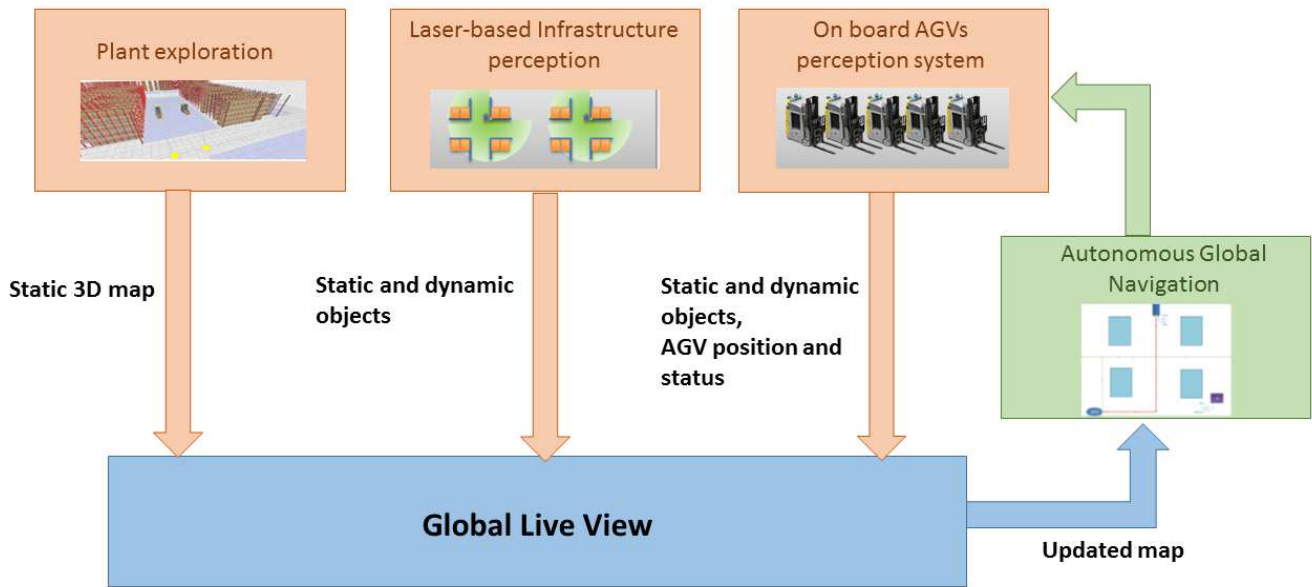 Plant exploration
Laser-based Infrastructure
perception
On board AGVs
perception system
Static 3D map
Static and dynamic
objects
Static and dynamic
objects,
AGV position and
status
Autonomous Global
Navigation
Global Live View
Updated map